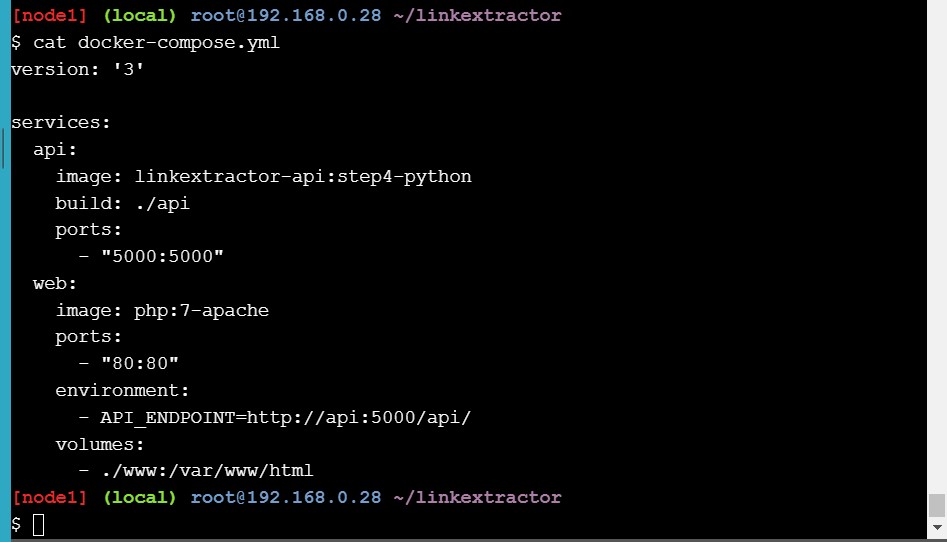 [node1] (local) root@192.168.0.28 ~/linkextractor
$ cat docker-compose.yml
version: '3'

services:
  api:
    image: linkextractor-api:step4-python
    build: ./api
    ports:
      - "5000:5000"
  web:
    image: php:7-apache
    ports:
      - "80:80"
    environment:
      - API_ENDPOINT=http://api:5000/api/
    volumes:
      - ./www:/var/www/html
[node1] (local) root@192.168.0.28 ~/linkextractor
$